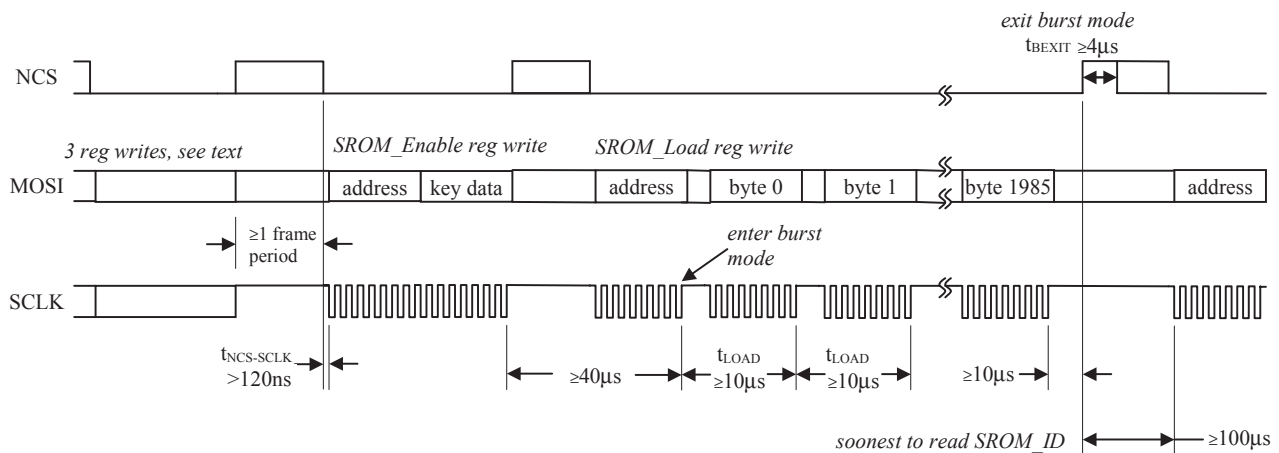 exit burst mode
tBEXIT ≥4μs
NCS
3 reg writes, see text
SROM_Enable reg write
SROM_Load reg write
MOSI
address
key data
address
byte 0
byte 1
byte 1985
address
≥1 frame
period
enter burst
mode
SCLK
tNCS-SCLK
>120ns
≥40μs
tLOAD
≥10μs
tLOAD
≥10μs
≥10μs
soonest to read SROM_ID
≥100μs